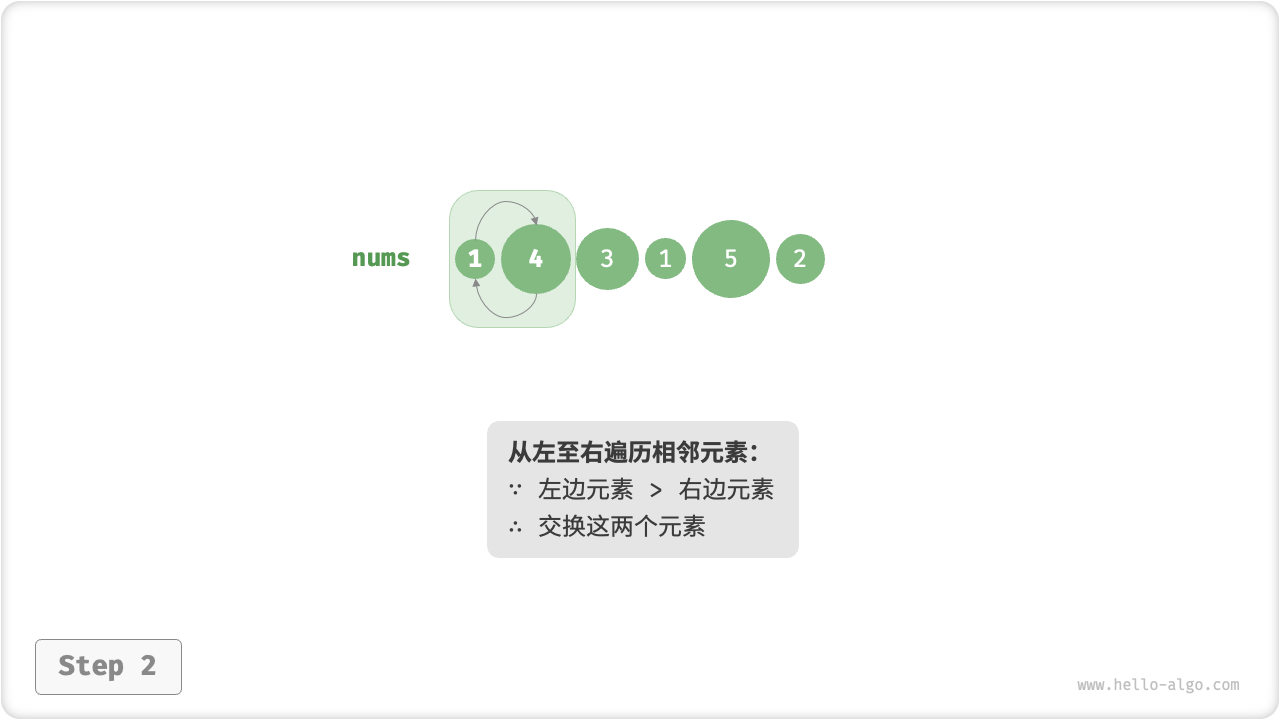 nums 1 4 3 1 5 2
从左至右遍历相邻元素:
∵ 左边元素 > 右边元素
∴ 交换这两个元素
Step 2
www.hello-algo.com